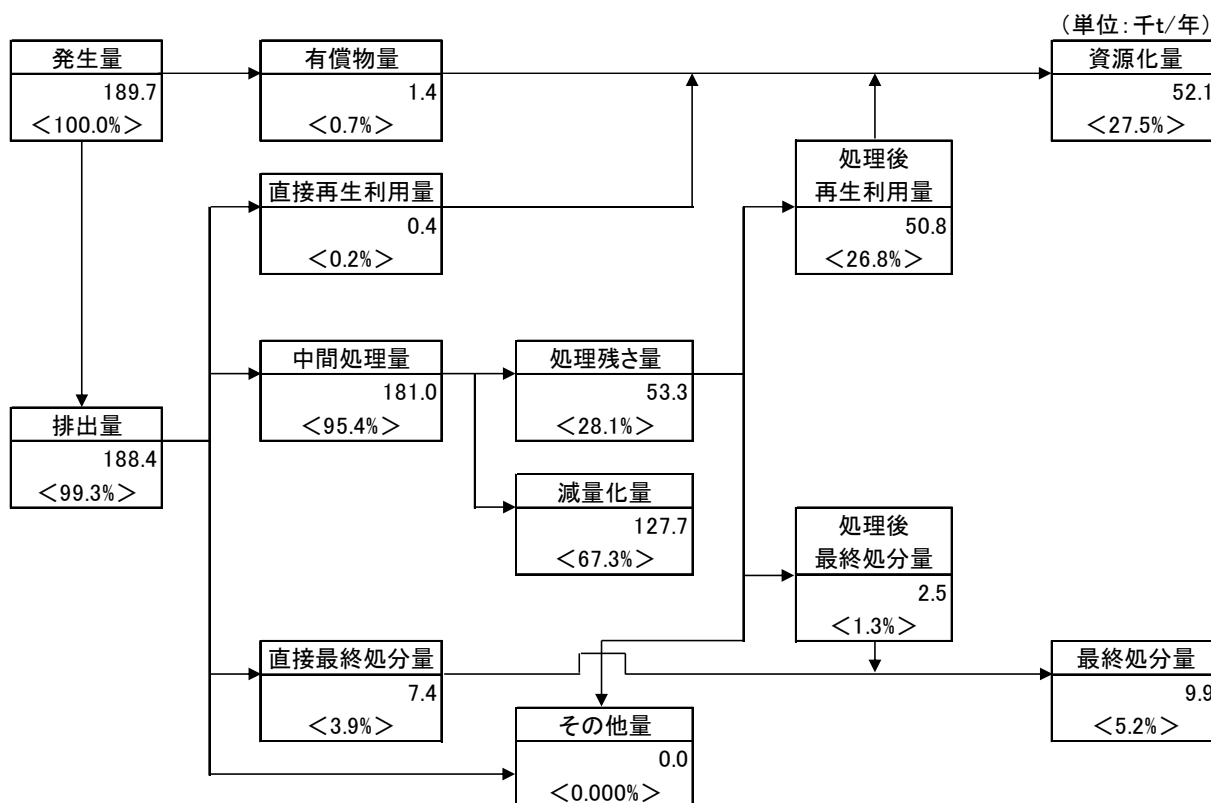 (単位:千t/年)
発生量
189.7
<100.0%>
有償物量
1.4
<0.7%>
資源化量
52.1
<27.5%>
直接再生利用量
0.4
<0.2%>
処理後
再生利用量
50.8
<26.8%>
中間処理量
181.0
<95.4%>
処理残さ量
53.3
<28.1%>
排出量
188.4
<99.3%>
減量化量
127.7
<67.3%>
処理後
最終処分量
2.5
<1.3%>
直接最終処分量
7.4
<3.9%>
最終処分量
9.9
<5.2%>
その他量
0.0
<0.000%>